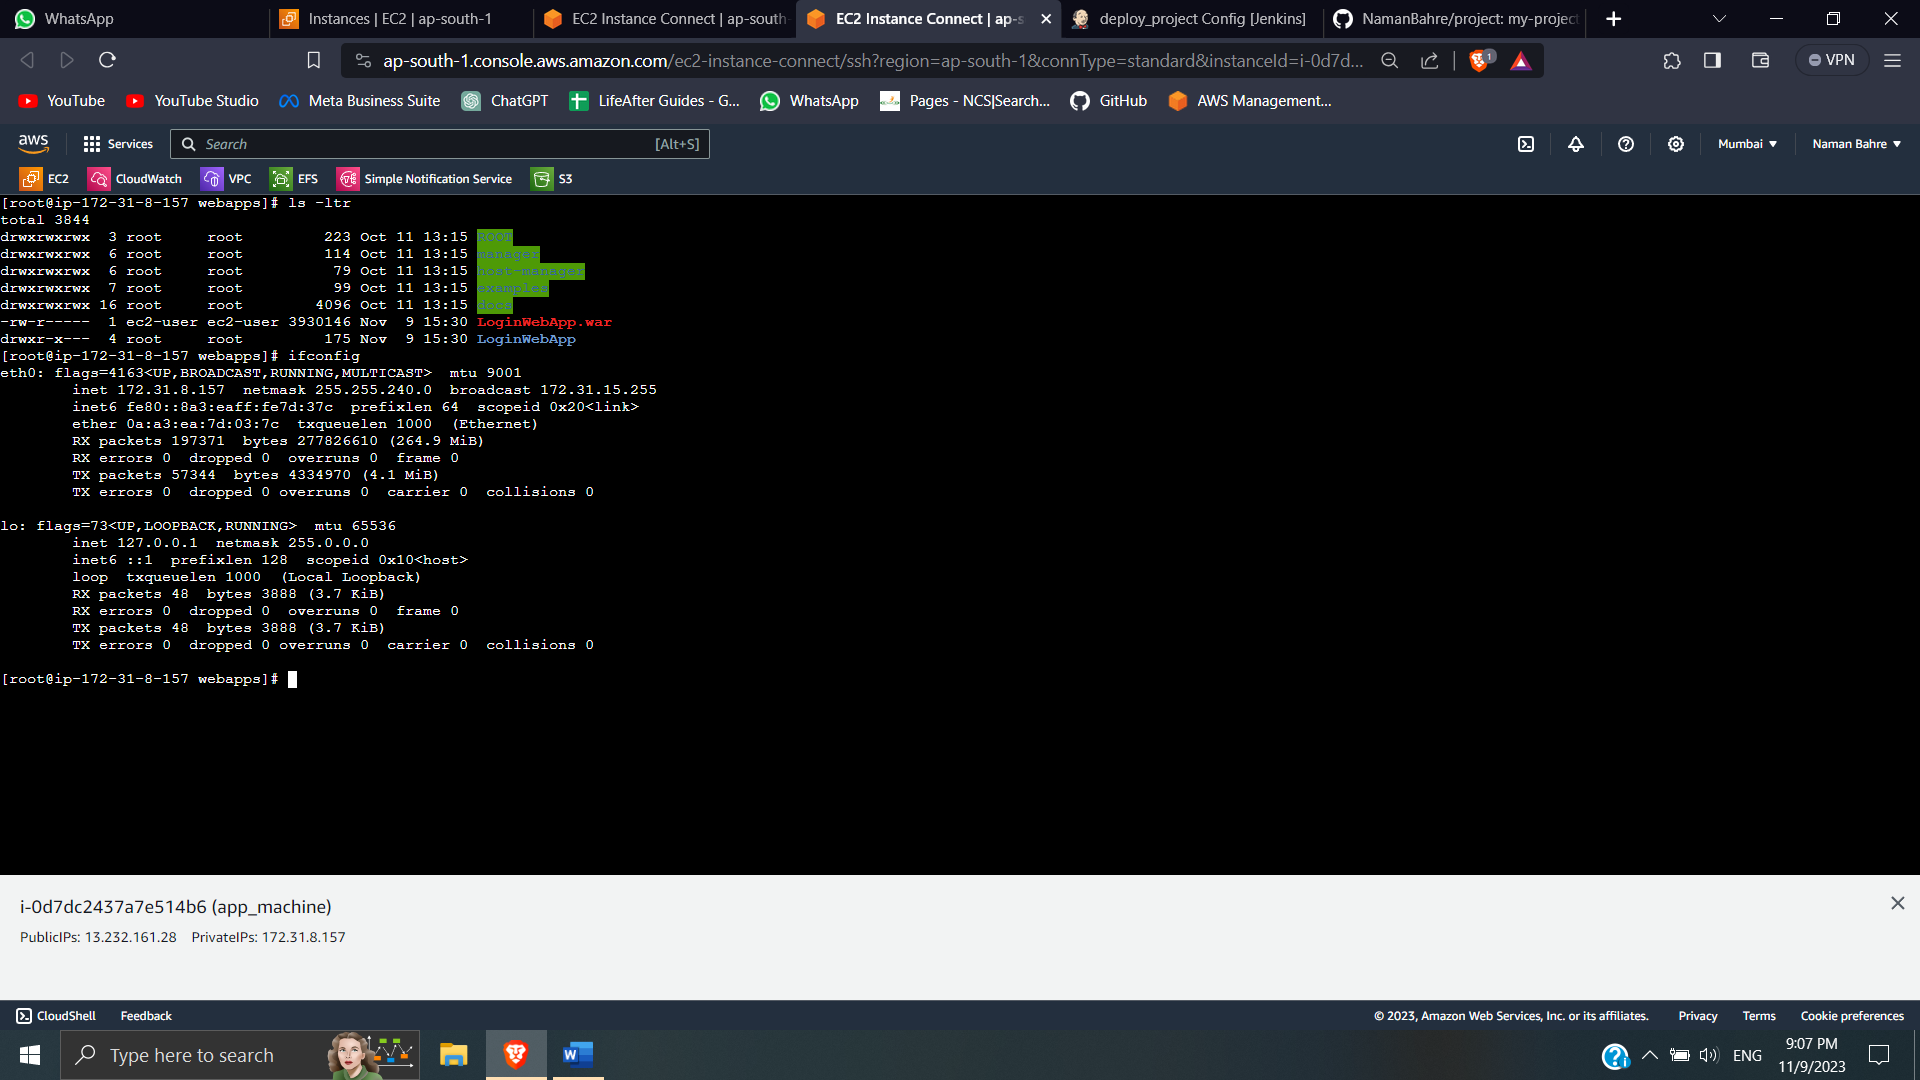 WhatsApp
Instances | EC2 | ap-south-1
EC2 Instance Connect | ap-south-
EC2 Instance Connect | ap-s
deploy_project Config [Jenkins]
NamanBahre/project: my-project
ap-south-1.console.aws.amazon.com/ec2-instance-connect/ssh?region=ap-south-1&connType=standard&instanceId=i-0d7d...
1
VPN
YouTube
YouTube Studio
Meta Business Suite
ChatGPT
LifeAfter Guides - G...
WhatsApp
Pages - NCS|Search...
GitHub
AWS Management...
aws
Services
Search
[Alt+S]
Mumbai
Naman Bahre
EC2
CloudWatch
VPC
EFS
Simple Notification Service
S3
[root@ip-172-31-8-157 webapps]# ls -ltr
total 3844
drwxrwxrwx  3 root     root         223 Oct 11 13:15 ROOT
drwxrwxrwx  6 root     root         114 Oct 11 13:15 manager
drwxrwxrwx  6 root     root          79 Oct 11 13:15 host-manager
drwxrwxrwx  7 root     root          99 Oct 11 13:15 examples
drwxrwxrwx 16 root     root        4096 Oct 11 13:15 docs
-rw-r-----  1 ec2-user ec2-user 3930146 Nov  9 15:30 LoginWebApp.war
drwxr-x---  4 root     root         175 Nov  9 15:30 LoginWebApp
[root@ip-172-31-8-157 webapps]# ifconfig
eth0: flags=4163<UP,BROADCAST,RUNNING,MULTICAST>  mtu 9001
        inet 172.31.8.157  netmask 255.255.240.0  broadcast 172.31.15.255
        inet6 fe80::8a3:eaff:fe7d:37c  prefixlen 64  scopeid 0x20<link>
        ether 0a:a3:ea:7d:03:7c  txqueuelen 1000  (Ethernet)
        RX packets 197371  bytes 277826610 (264.9 MiB)
        RX errors 0  dropped 0  overruns 0  frame 0
        TX packets 57344  bytes 4334970 (4.1 MiB)
        TX errors 0  dropped 0 overruns 0  carrier 0  collisions 0
lo: flags=73<UP,LOOPBACK,RUNNING>  mtu 65536
        inet 127.0.0.1  netmask 255.0.0.0
        inet6 ::1  prefixlen 128  scopeid 0x10<host>
        loop  txqueuelen 1000  (Local Loopback)
        RX packets 48  bytes 3888 (3.7 KiB)
        RX errors 0  dropped 0  overruns 0  frame 0
        TX packets 48  bytes 3888 (3.7 KiB)
        TX errors 0  dropped 0 overruns 0  carrier 0  collisions 0
[root@ip-172-31-8-157 webapps]#
i-0d7dc2437a7e514b6 (app_machine)
PublicIPs: 13.232.161.28    PrivateIPs: 172.31.8.157
CloudShell
Feedback
© 2023, Amazon Web Services, Inc. or its affiliates.
Privacy
Terms
Cookie preferences
Type here to search
W
ENG
9:07 PM
11/9/2023